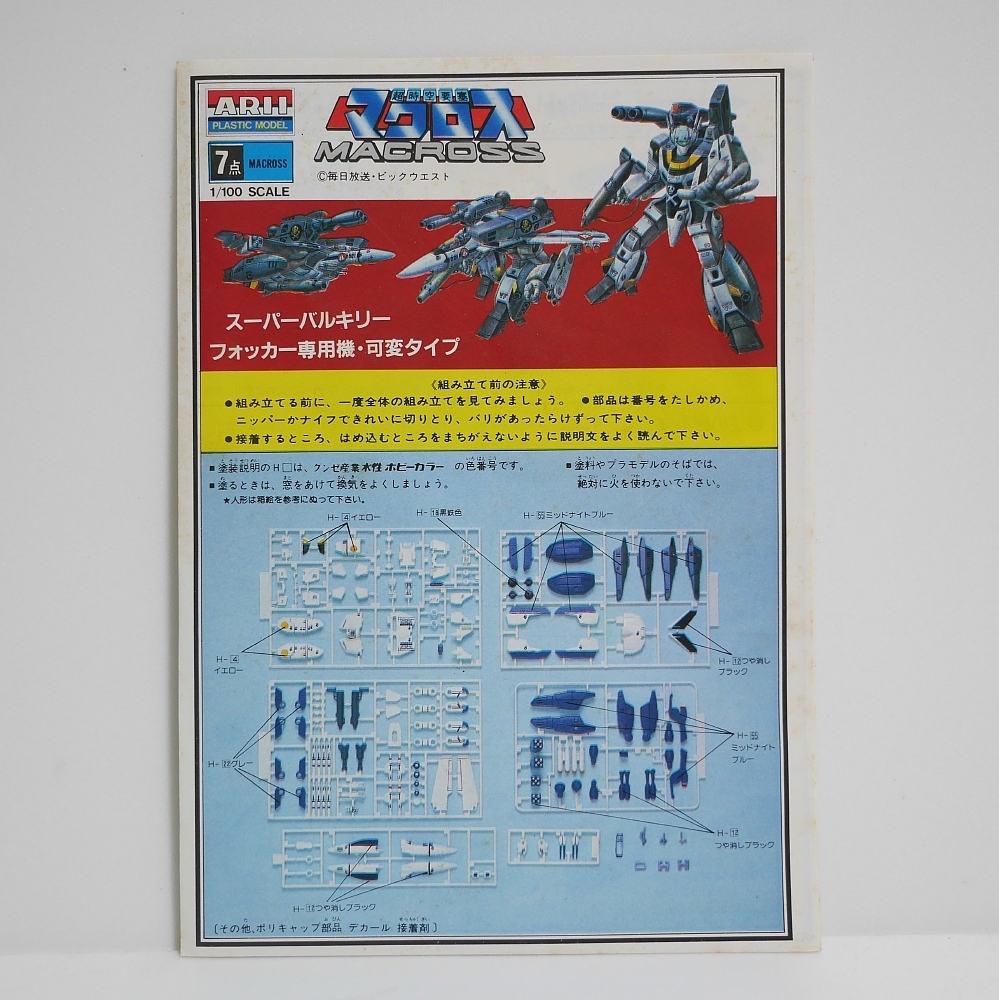 ARII
PLASTIC MODEL
超時空要塞
マクロス
MACROSS
7点 MACROSS
1/100 SCALE
©毎日放送・ビックウエスト
スーパーバルキリー
フォッカー専用機・可変タイプ
《組み立て前の注意》
●組み立てる前に、一度全体の組み立てを見てみましょう。 ●部品は番号をたしかめ、
ニッパーかナイフできれいに切りとり、バリがあったらけずって下さい。
●接着するところ、はめ込むところをまちがえないように説明文をよく読んで下さい。
■塗装説明のH□は、グンゼ産業水性ホビーカラー の色番号です。
■塗るときは、窓をあけて換気をよくしましょう。
★人形は箱絵を参考にぬって下さい。
■塗料やプラモデルのそばでは、
絶対に火を使わないで下さい。
H-4イエロー
H-18黒鉄色
H-55ミッドナイトブルー
H-4
イエロー
H-12つや消し
ブラック
H-22グレー
H-55
ミッドナイト
ブルー
H-12
つや消しブラック
H-12つや消しブラック
〔その他、ポリキャップ部品 デカール 接着剤〕